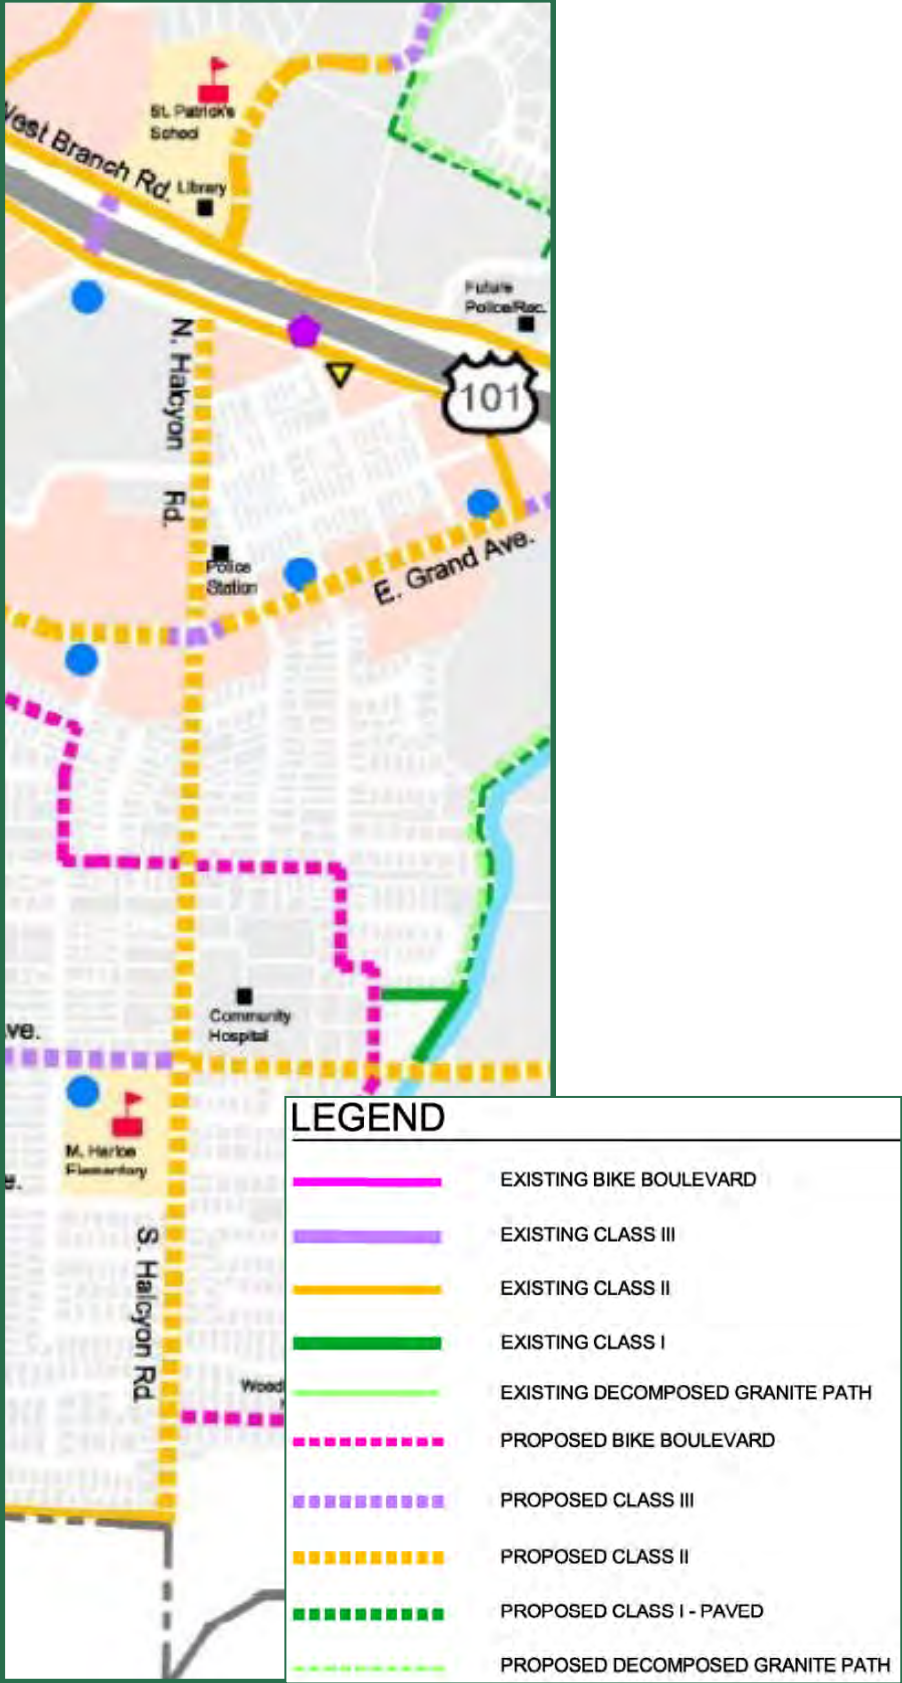 St. Patrick's
School
West Branch Rd.
Library
Future
Police/Rec.
N. Halcyon Rd.
101
Police
Station
E. Grand Ave.
Community
Hospital
ve.
M. Harloe
Elementary
e.
S. Halcyon Rd.
LEGEND
EXISTING BIKE BOULEVARD
EXISTING CLASS III
EXISTING CLASS II
EXISTING CLASS I
EXISTING DECOMPOSED GRANITE PATH
PROPOSED BIKE BOULEVARD
PROPOSED CLASS III
PROPOSED CLASS II
PROPOSED CLASS I - PAVED
PROPOSED DECOMPOSED GRANITE PATH